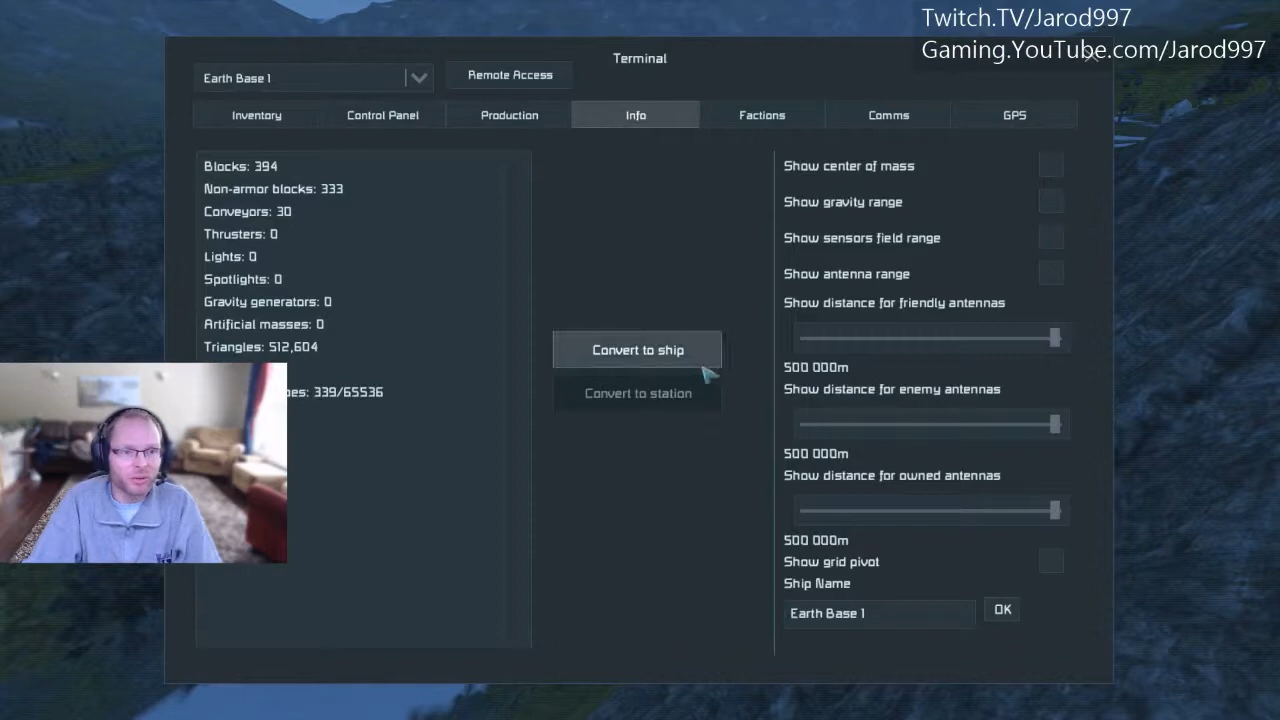 Twitch.TV/Jarod997
Gaming.YouTube.com/Jarod997
Terminal
Earth Base 1
Remote Access
Inventory
Control Panel
Production
Info
Factions
Comms
GPS
Blocks: 394
Non-armor blocks: 333
Conveyors: 30
Thrusters: 0
Lights: 0
Spotlights: 0
Gravity generators: 0
Artificial masses: 0
Triangles: 512,604
339/65536
Convert to ship
Convert to station
Show center of mass
Show gravity range
Show sensors field range
Show antenna range
Show distance for friendly antennas
500 000m
Show distance for enemy antennas
500 000m
Show distance for owned antennas
500 000m
Show grid pivot
Ship Name
Earth Base 1
OK